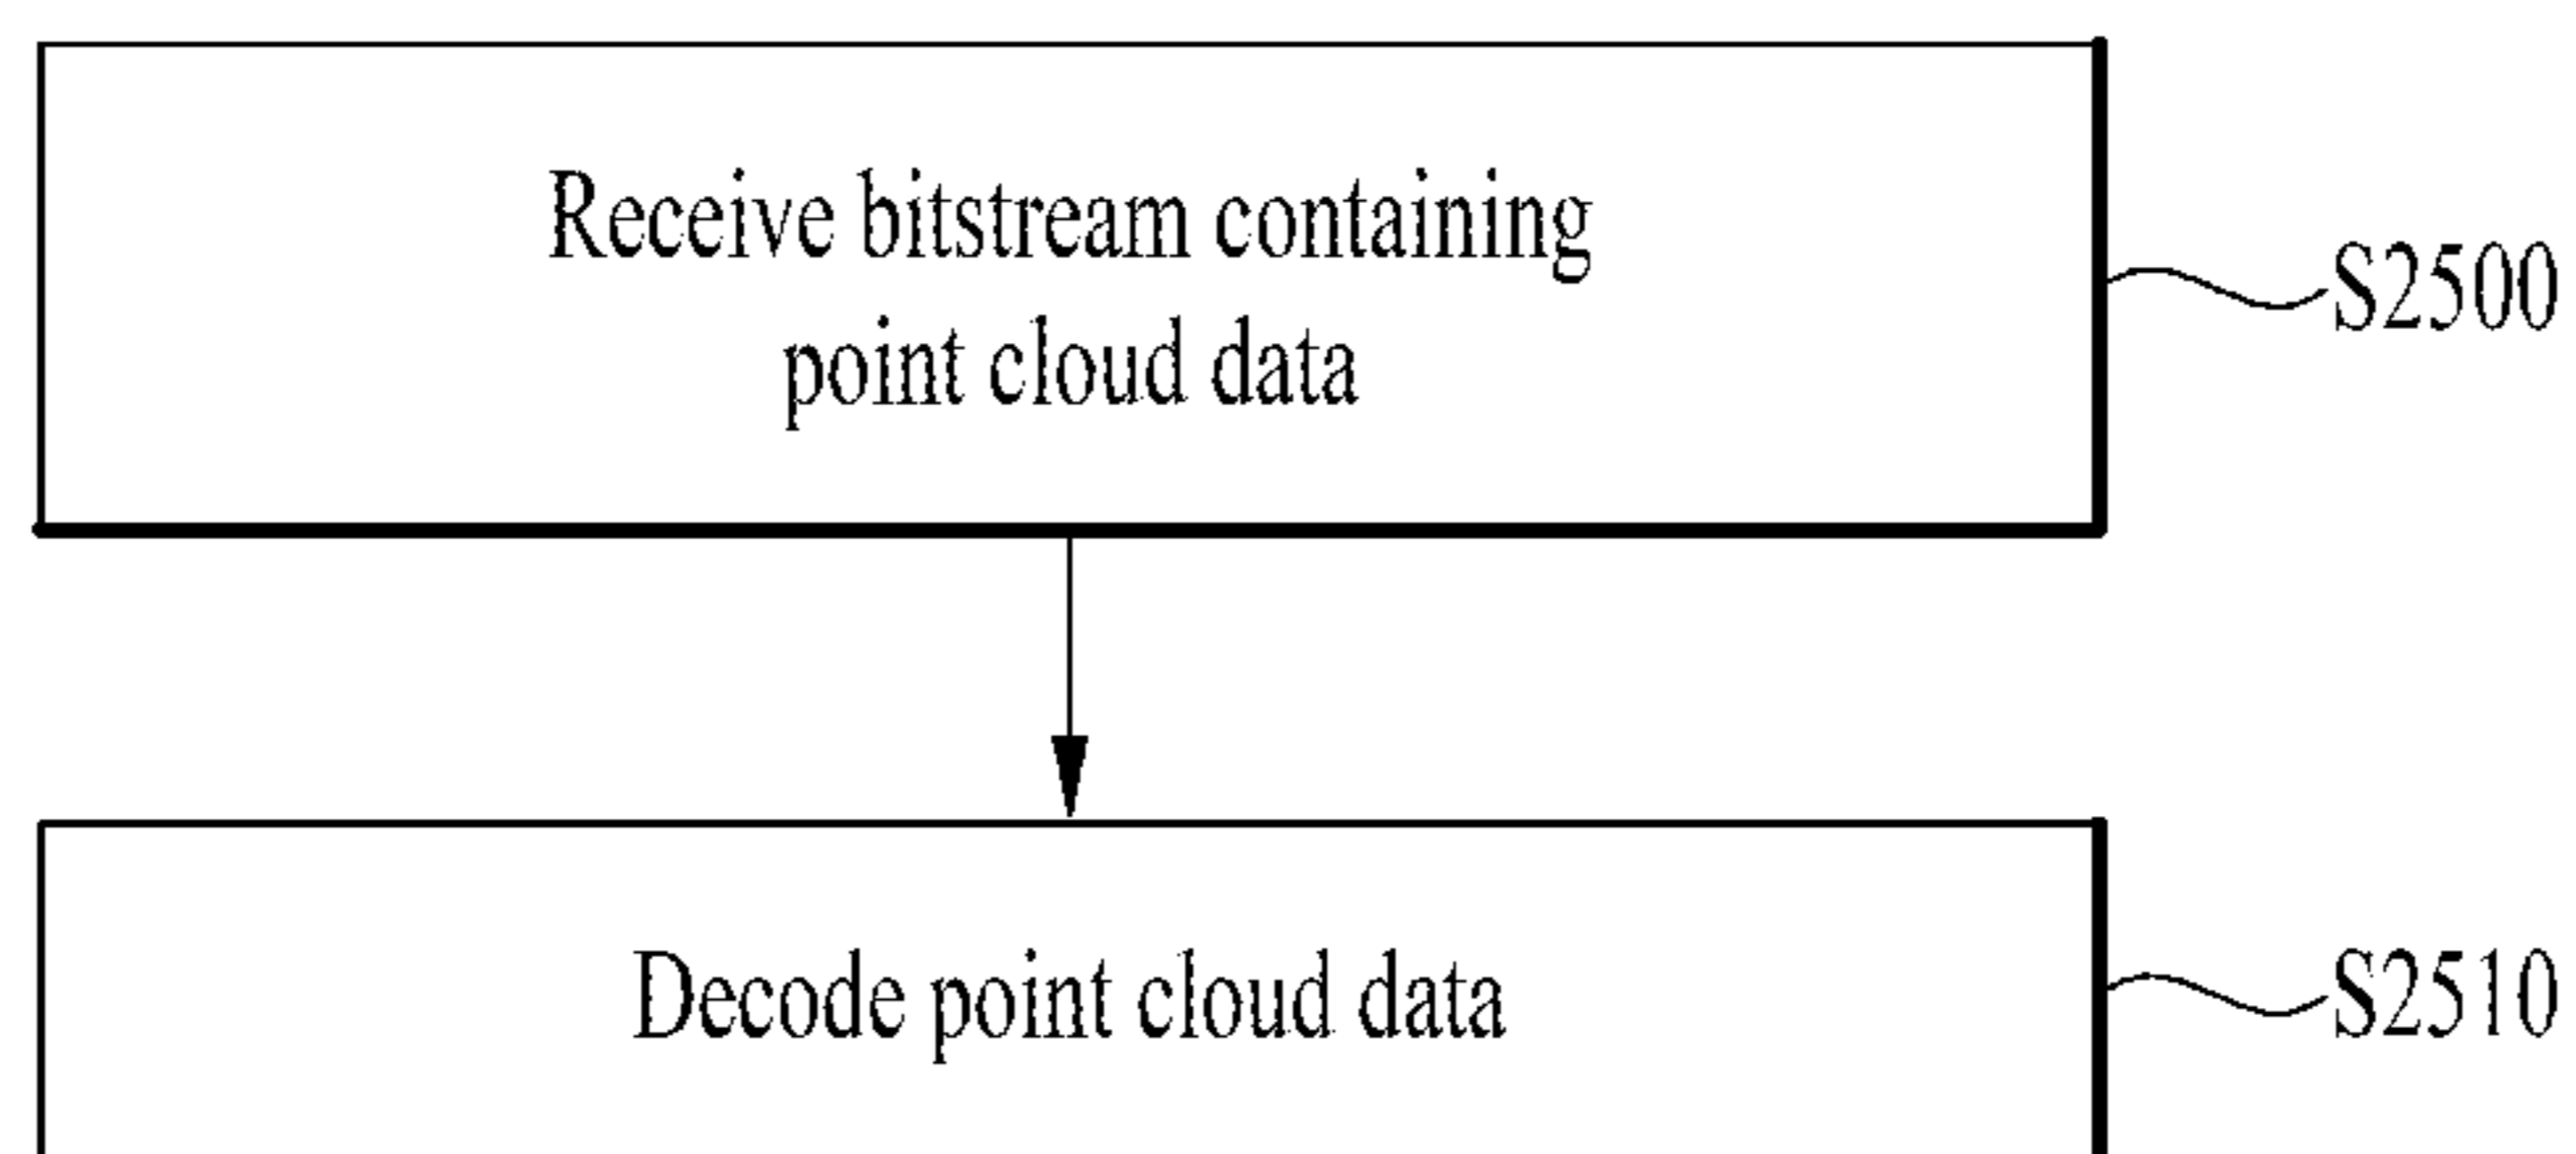 Receive bitstream containing
point cloud data
S2500
Decode point cloud data
S2510